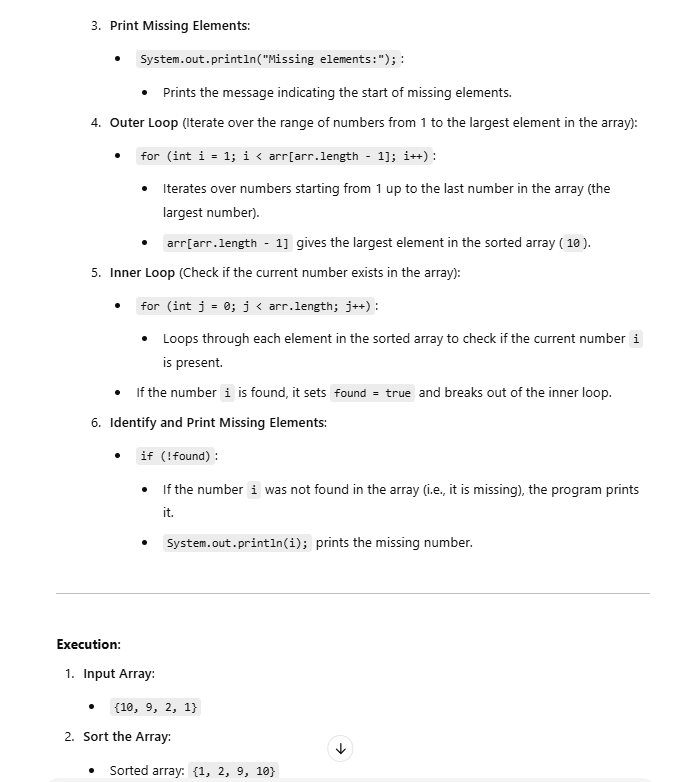 3. Print Missing Elements:
• System.out.println("Missing elements:"); :
• Prints the message indicating the start of missing elements.
4. Outer Loop (Iterate over the range of numbers from 1 to the largest element in the array):
• for (int i = 1; i < arr[arr.length - 1]; i++) :
• Iterates over numbers starting from 1 up to the last number in the array (the
largest number).
• arr[arr.length - 1] gives the largest element in the sorted array ( 10 ).
5. Inner Loop (Check if the current number exists in the array):
• for (int j = 0; j < arr.length; j++) :
• Loops through each element in the sorted array to check if the current number i
is present.
• If the number i is found, it sets found = true and breaks out of the inner loop.
6. Identify and Print Missing Elements:
• if (!found) :
• If the number i was not found in the array (i.e., it is missing), the program prints
it.
• System.out.println(i); prints the missing number.
Execution:
1. Input Array:
• {10, 9, 2, 1}
2. Sort the Array:
• Sorted array: {1, 2, 9, 10}